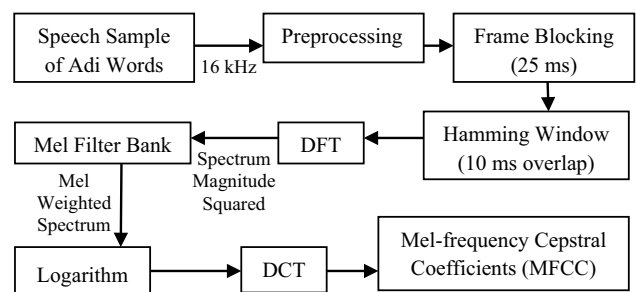 Speech Sample
of Adi Words
16 kHz
Preprocessing
Frame Blocking
(25 ms)
Hamming Window
(10 ms overlap)
DFT
Spectrum
Magnitude
Squared
Mel Filter Bank
Mel
Weighted
Spectrum
Logarithm
DCT
Mel-frequency Cepstral
Coefficients (MFCC)